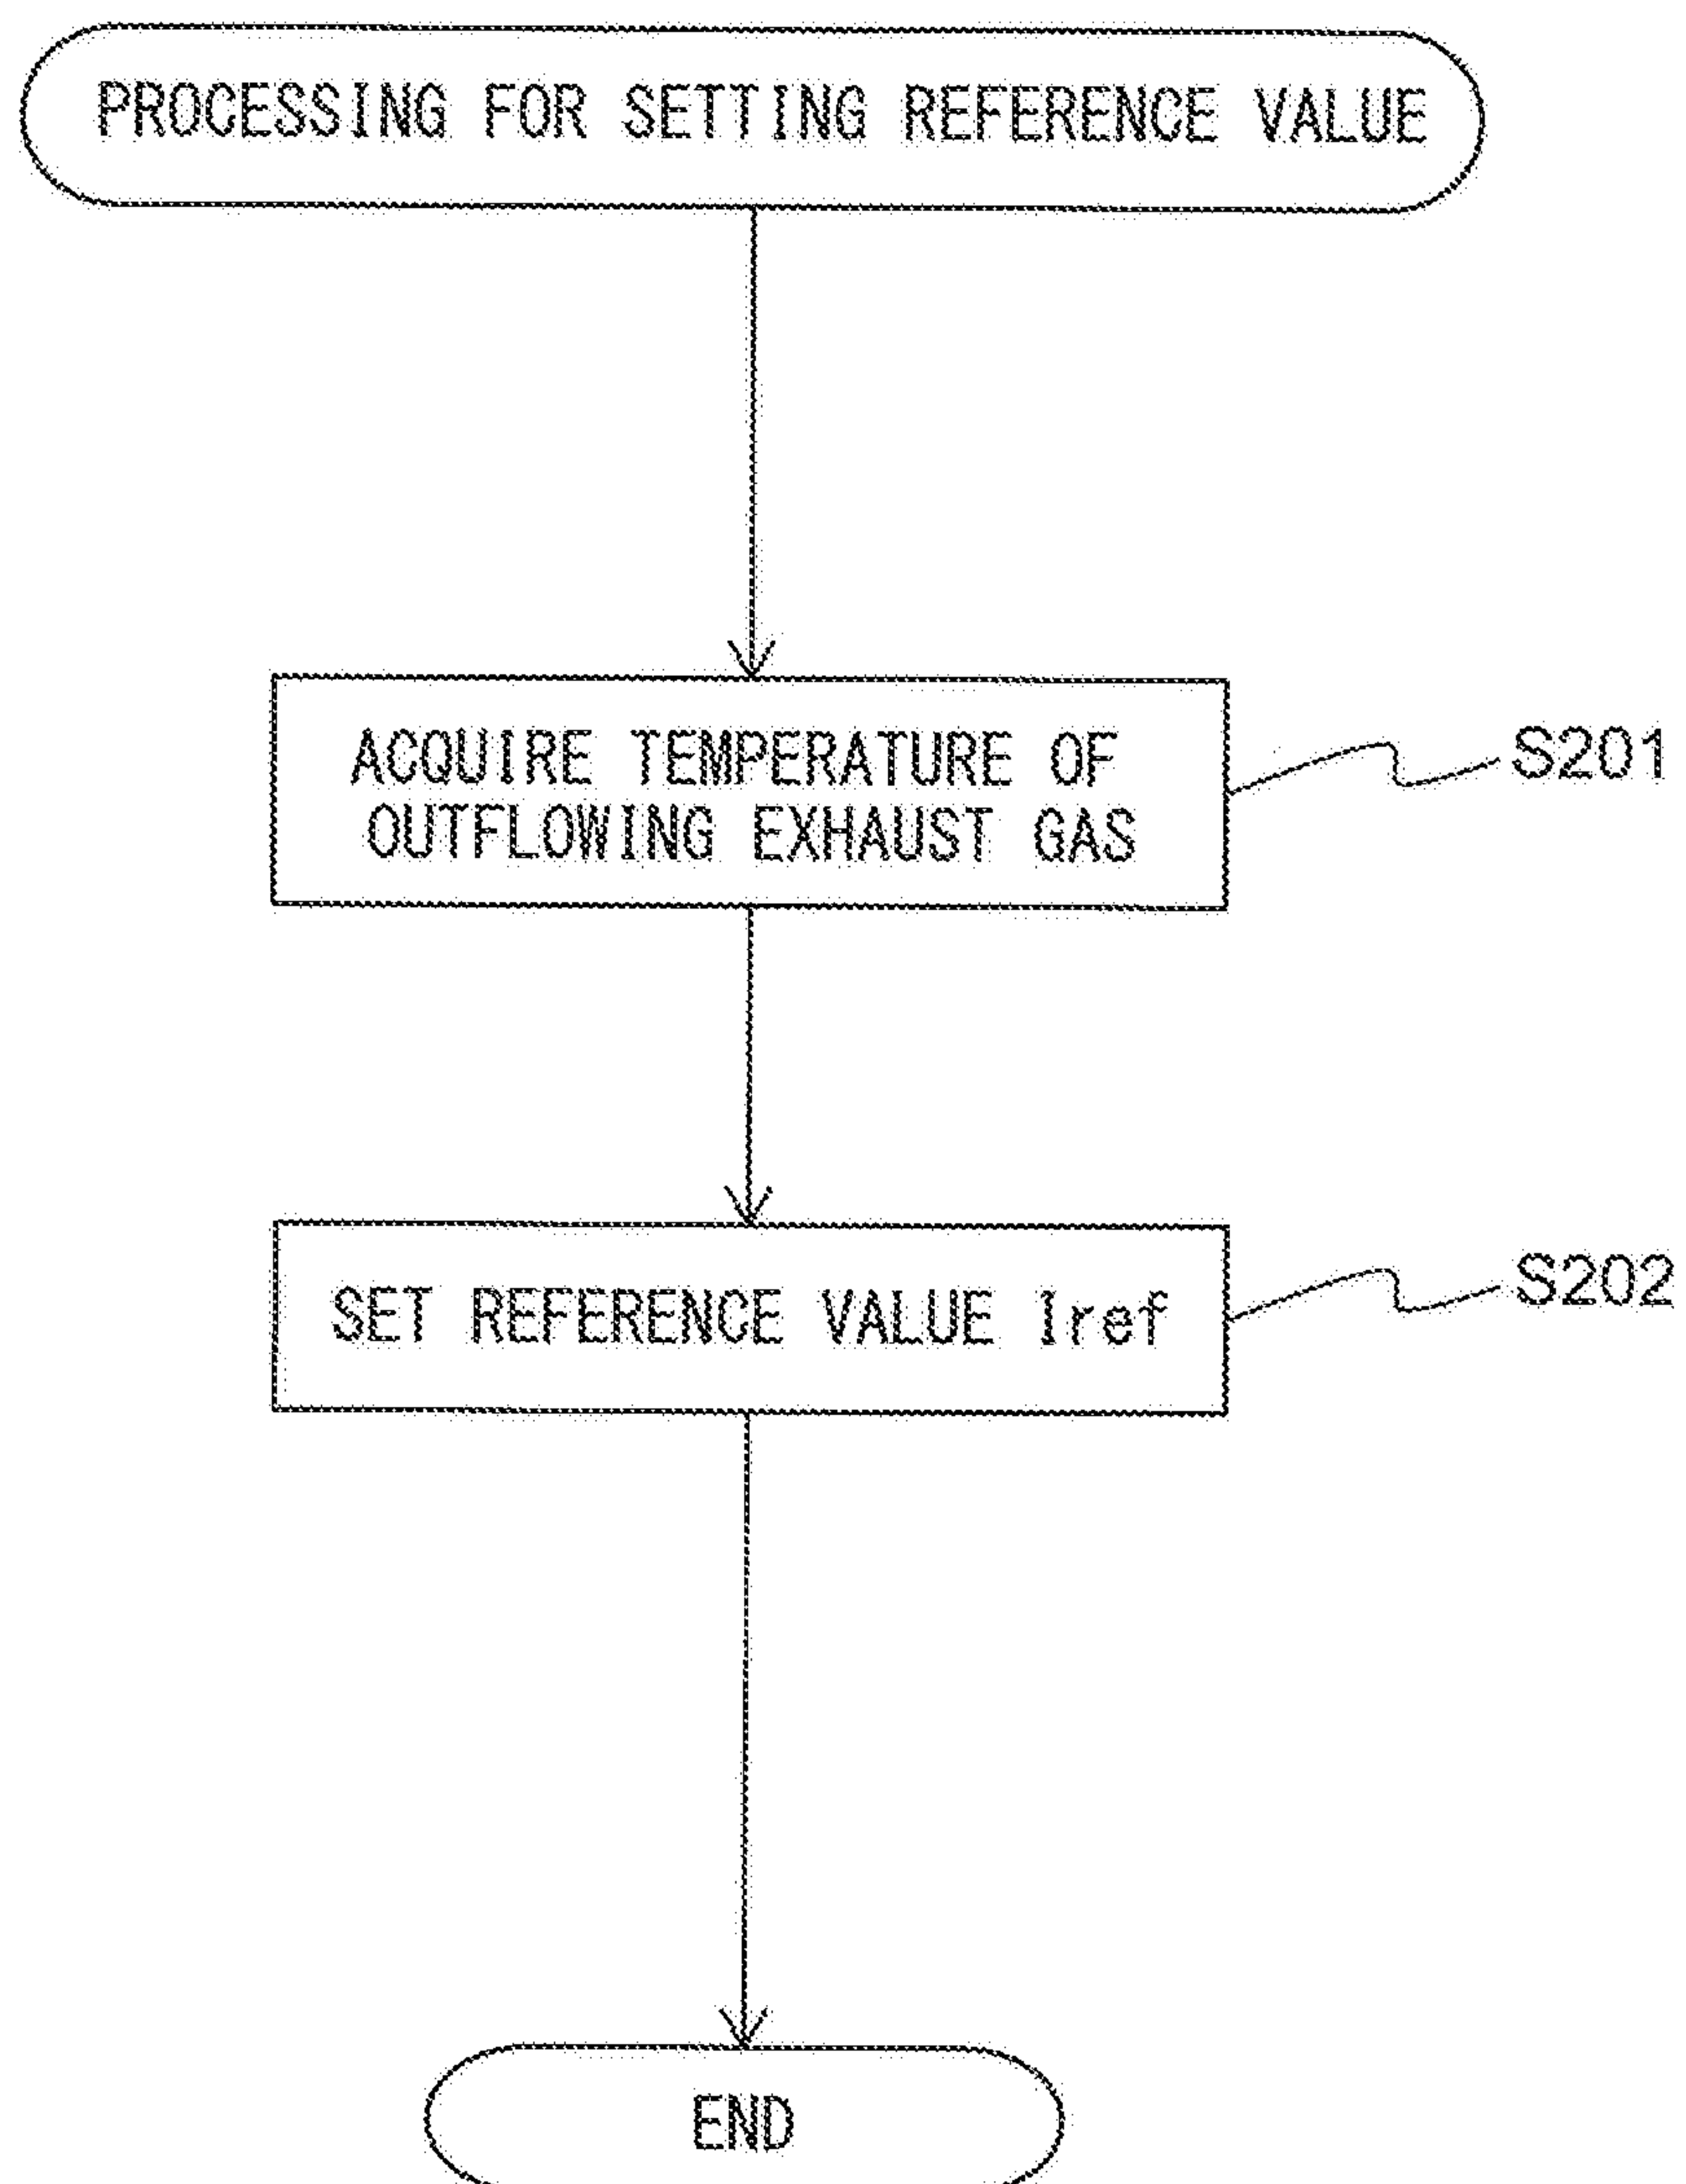 PROCESSING FOR SETTING REFERENCE VALUE
ACQUIRE TEMPERATURE OF
OUTFLOWING EXHAUST GAS
S201
SET REFERENCE VALUE Iref
S202
END